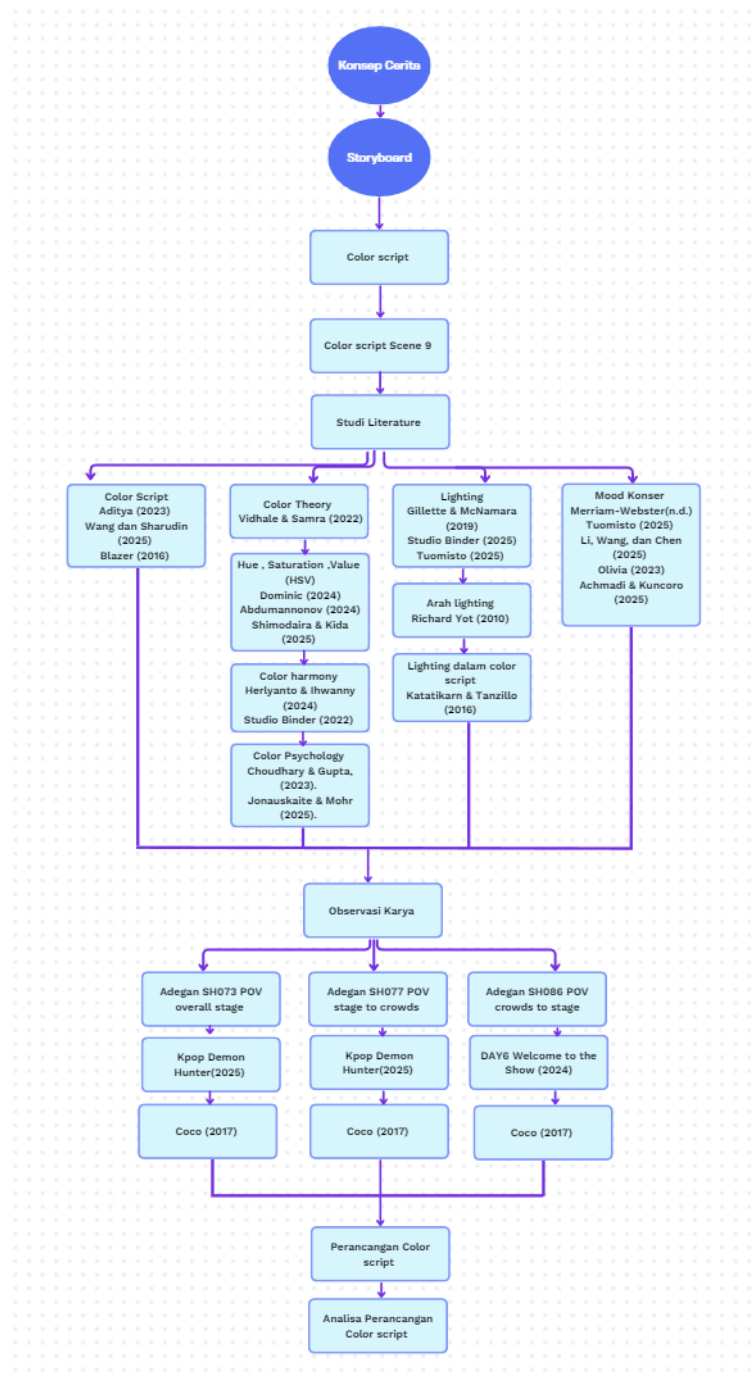 Konsep Cerita
Storyboard
Color script
Color script Scene 9
Studi Literature
Color Script
Aditya (2023)
Wang dan Sharudin
(2025)
Blazer (2016)
Color Theory
Vidhale & Samra (2022)
Hue , Saturation ,Value
(HSV)
Dominic (2024)
Abdumannonov (2024)
Shimodaira & Kida
(2025)
Color harmony
Herlyanto & Ihwanny
(2024)
Studio Binder (2022)
Color Psychology
Choudhary & Gupta,
(2023).
Jonauskaite & Mohr
(2025).
Lighting
Gillette & McNamara
(2019)
Studio Binder (2025)
Tuomisto (2025)
Arah lighting
Richard Yot (2010)
Lighting dalam color
script
Katatikarn & Tanzillo
(2016)
Mood Konser
Merriam-Webster(n.d.)
Tuomisto (2025)
Li, Wang, dan Chen
(2025)
Olivia (2023)
Achmadi & Kuncoro
(2025)
Observasi Karya
Adegan SH073 POV
overall stage
Kpop Demon
Hunter(2025)
Coco (2017)
Adegan SH077 POV
stage to crowds
Kpop Demon
Hunter(2025)
Coco (2017)
Adegan SH086 POV
crowds to stage
DAY6 Welcome to the
Show (2024)
Coco (2017)
Perancangan Color
script
Analisa Perancangan
Color script